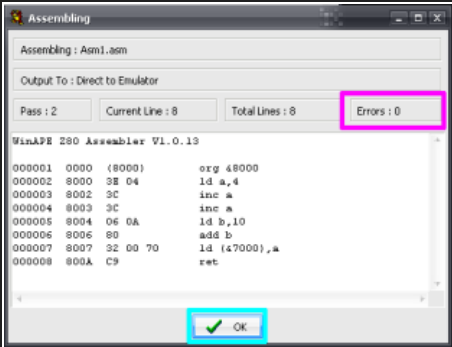 Assembling
Assembling : Asm1.asm
Output To : Direct to Emulator
Pass : 2 Current Line : 8 Total Lines : 8 Errors : 0
WinAPE Z80 Assembler V1.0.13
000001 0000 (8000) org &8000
000002 8000 3E 04 ld a,4
000003 8002 3C inc a
000004 8003 3C inc a
000005 8004 06 0A ld b,10
000006 8006 80 add b
000007 8007 32 00 70 ld (&7000),a
000008 800A C9 ret
OK